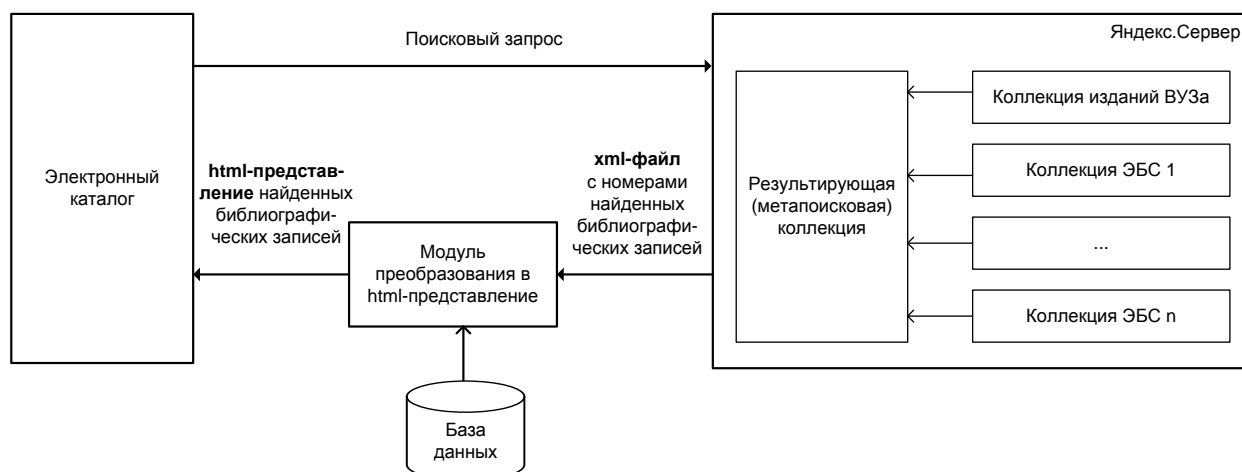 Поисковый запрос
Яндекс.Сервер
Электронный
каталог
html-представ-
ление найденных
библиографи-
ческих записей
Модуль
преобразования в
html-представление
База
данных
xml-файл
с номерами
найденных
библиографи-
ческих записей
Результирующая
(метапоисковая)
коллекция
Коллекция изданий ВУЗа
Коллекция ЭБС 1
...
Коллекция ЭБС n